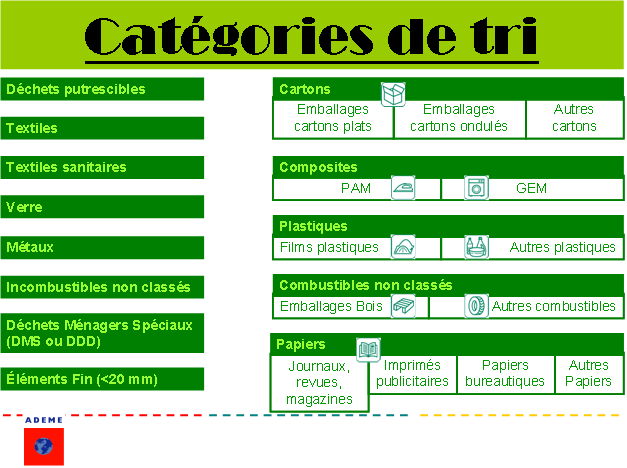 Catégories de tri
Déchets putrescibles
Textiles
Textiles sanitaires
Verre
Métaux
Incombustibles non classés
Déchets Ménagers Spéciaux
(DMS ou DDD)
Éléments Fin (<20 mm)
Cartons
Emballages
cartons plats
Emballages
cartons ondulés
Autres
cartons
Composites
PAM
GEM
Plastiques
Films plastiques
Autres plastiques
Combustibles non classés
Emballages Bois
Autres combustibles
Papiers
Journaux,
revues,
magazines
Imprimés
publicitaires
Papiers
bureautiques
Autres
Papiers
ADEME